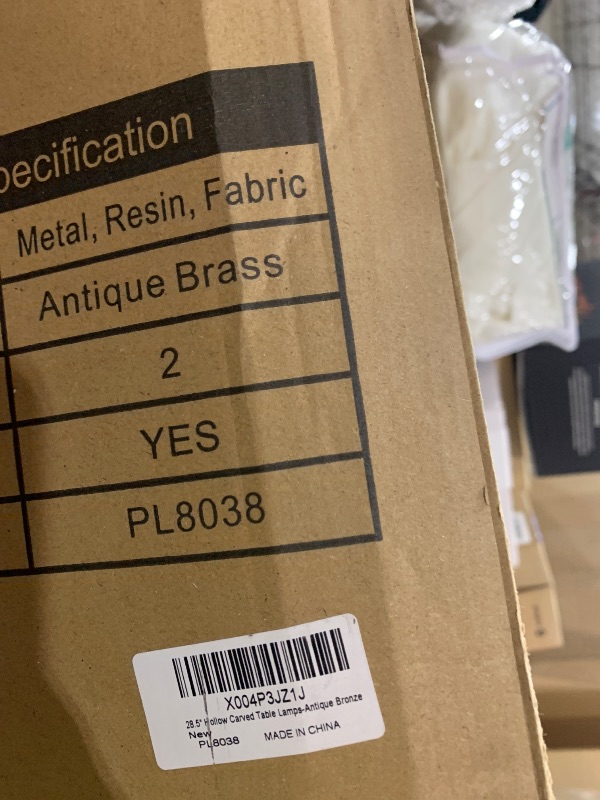 pecification
Metal, Resin, Fabric
Antique Brass
2
YES
PL8038
X004P3JZ1J
28.5" Hollow Carved Table Lamps-Antique Bronze
New
PL8038 MADE IN CHINA